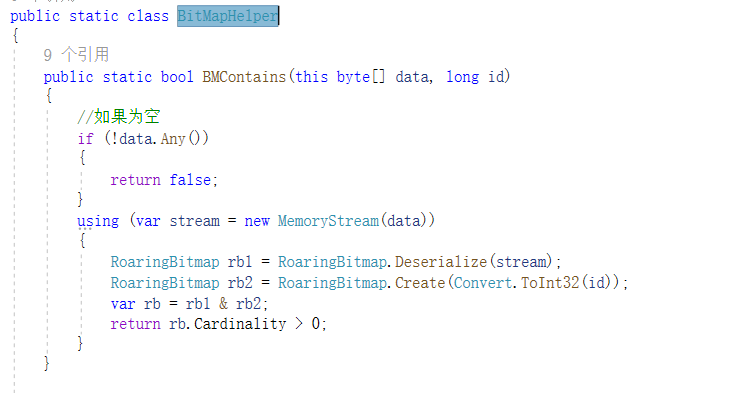 public static class BitMapHelper
{
9 个引用
public static bool BMContains(this byte[] data, long id)
{
//如果为空
if (!data.Any())
{
return false;
}
using (var stream = new MemoryStream(data))
{
RoaringBitmap rb1 = RoaringBitmap.Deserialize(stream);
RoaringBitmap rb2 = RoaringBitmap.Create(Convert.ToInt32(id));
var rb = rb1 & rb2;
return rb.Cardinality > 0;
}
}